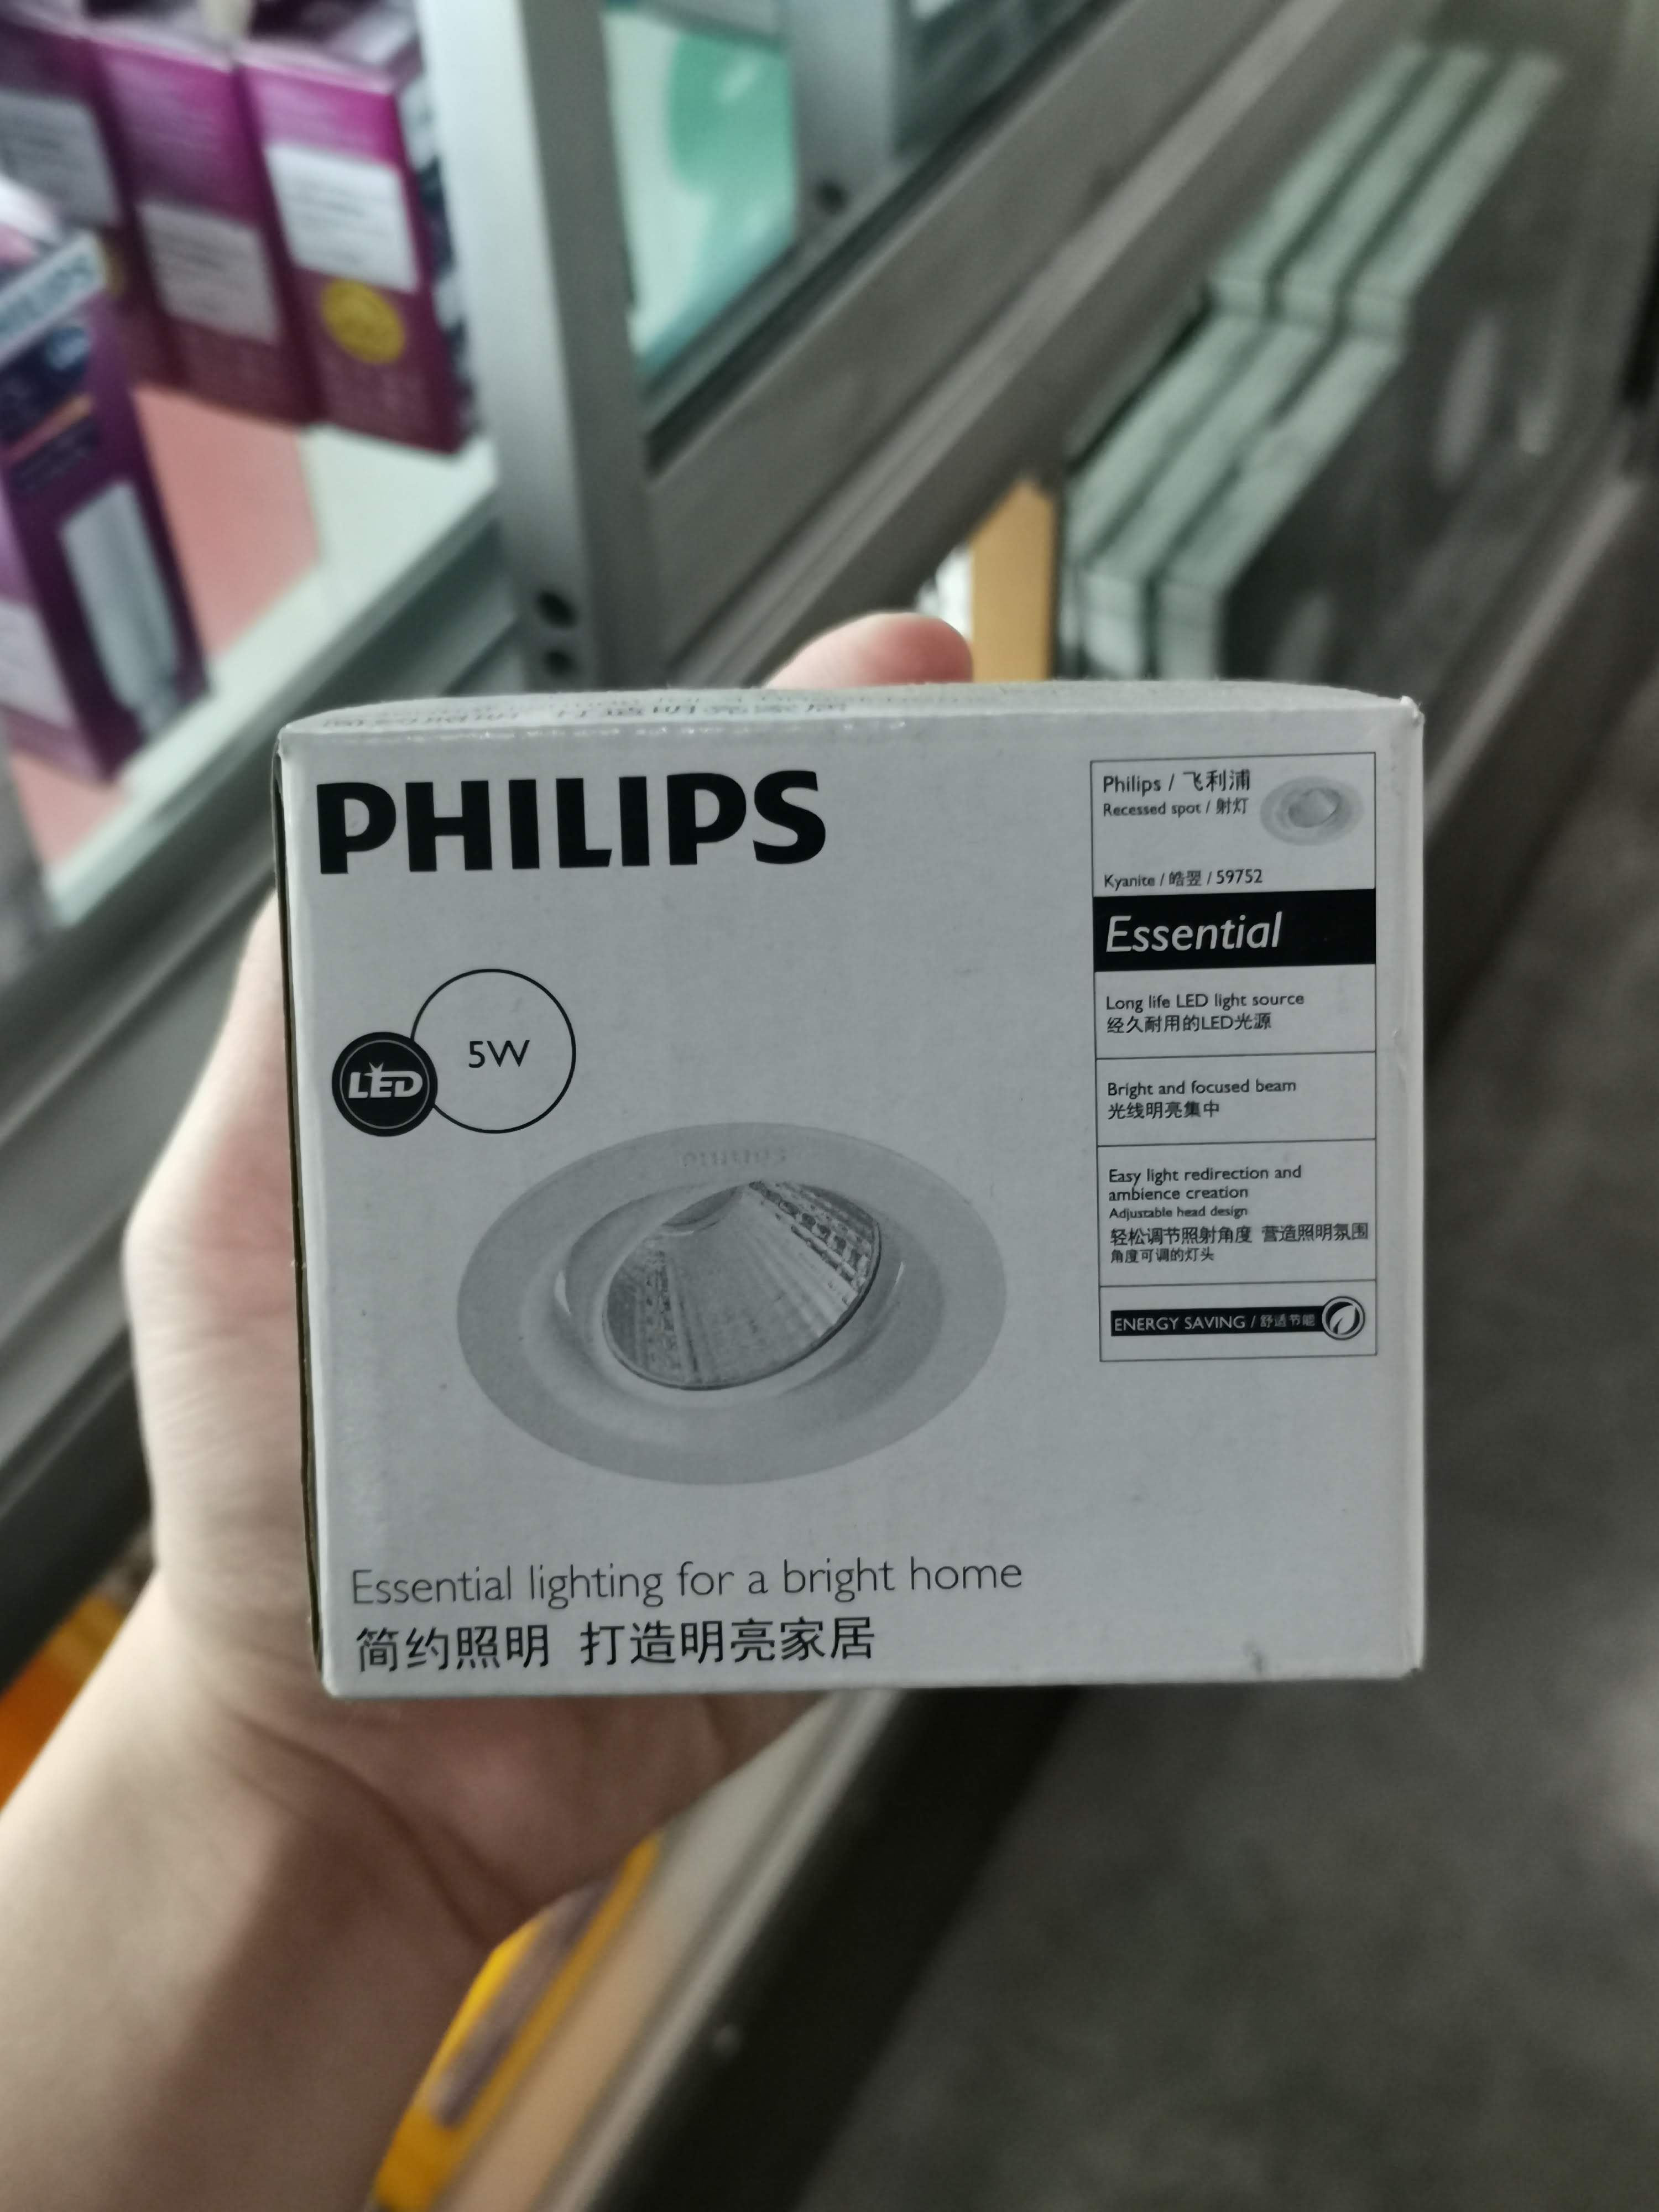 PHILIPS
Philips / 飞利浦
Recessed spot / 射灯
Kyanite / 皓翌 / 59752
Essential
Long life LED light source
经久耐用的LED光源
Bright and focused beam
光线明亮集中
Easy light redirection and
ambience creation
Adjustable head design
轻松调节照射角度 营造照明氛围
角度可调的灯头
ENERGY SAVING / 舒适节能
5W
LED
PHILIPS
Essential lighting for a bright home
简约照明 打造明亮家居
PHILIPS